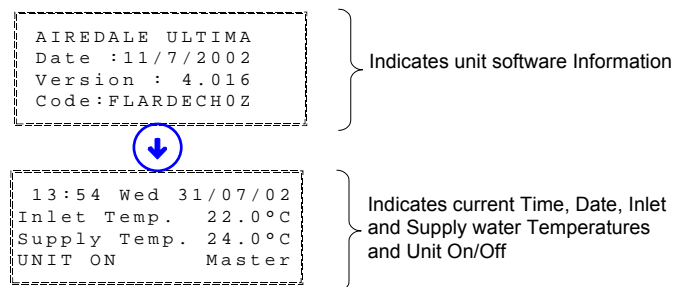 AIREDALE ULTIMA
Date :11/7/2002
Version : 4.016
Code:FLARDECH0Z
Indicates unit software Information
13:54 Wed 31/07/02
Inlet Temp. 22.0°C
Supply Temp. 24.0°C
UNIT ON Master
Indicates current Time, Date, Inlet
and Supply water Temperatures
and Unit On/Off